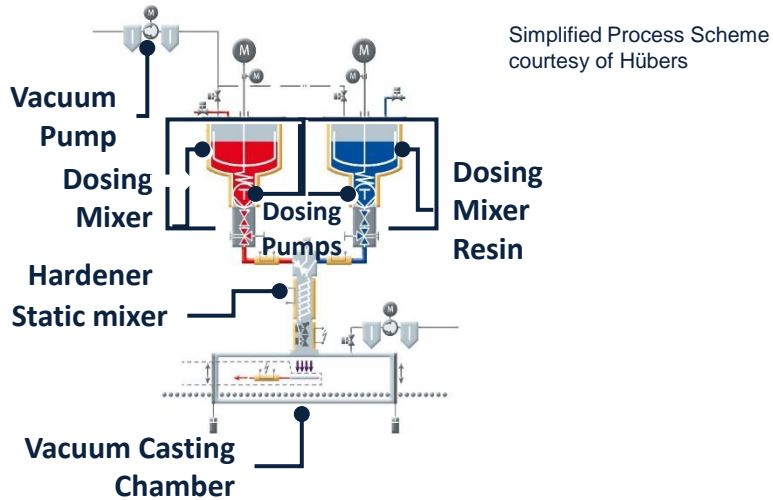 Simplified Process Scheme
courtesy of Hübers
M
M
M
M
M
Vacuum
Pump
Dosing
Mixer
Dosing
Pumps
Dosing
Mixer
Resin
Hardener
Static mixer
M
Vacuum Casting
Chamber